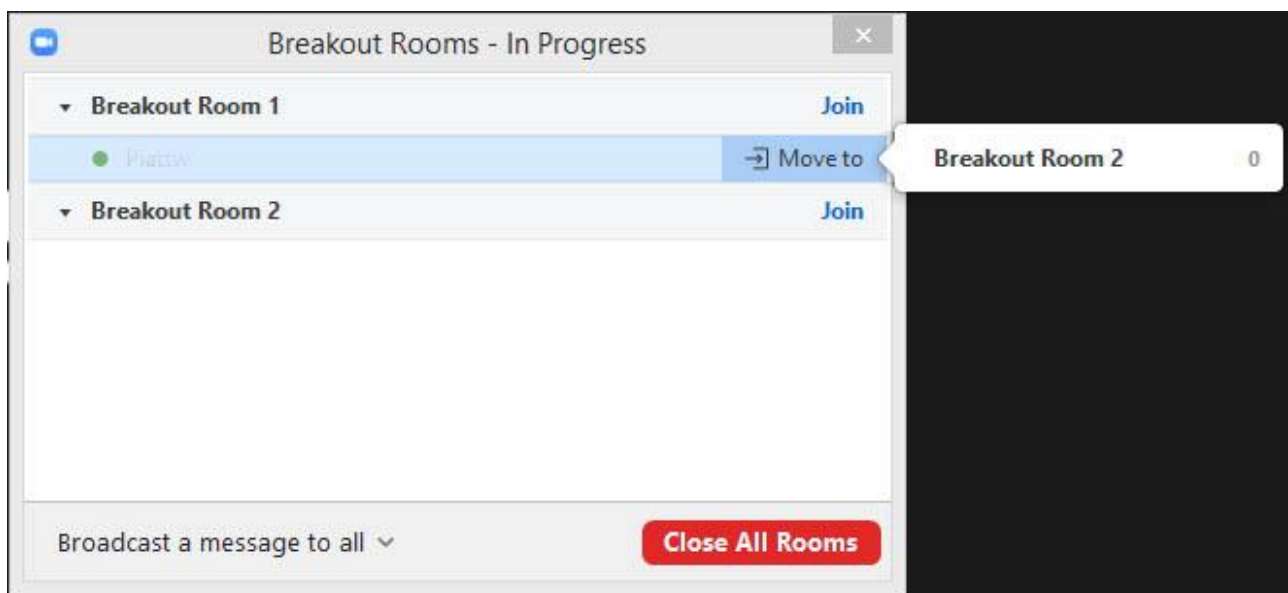 Breakout Rooms - In Progress
Breakout Room 1 Join
Move to Breakout Room 2 0
Breakout Room 2 Join
Broadcast a message to all Close All Rooms